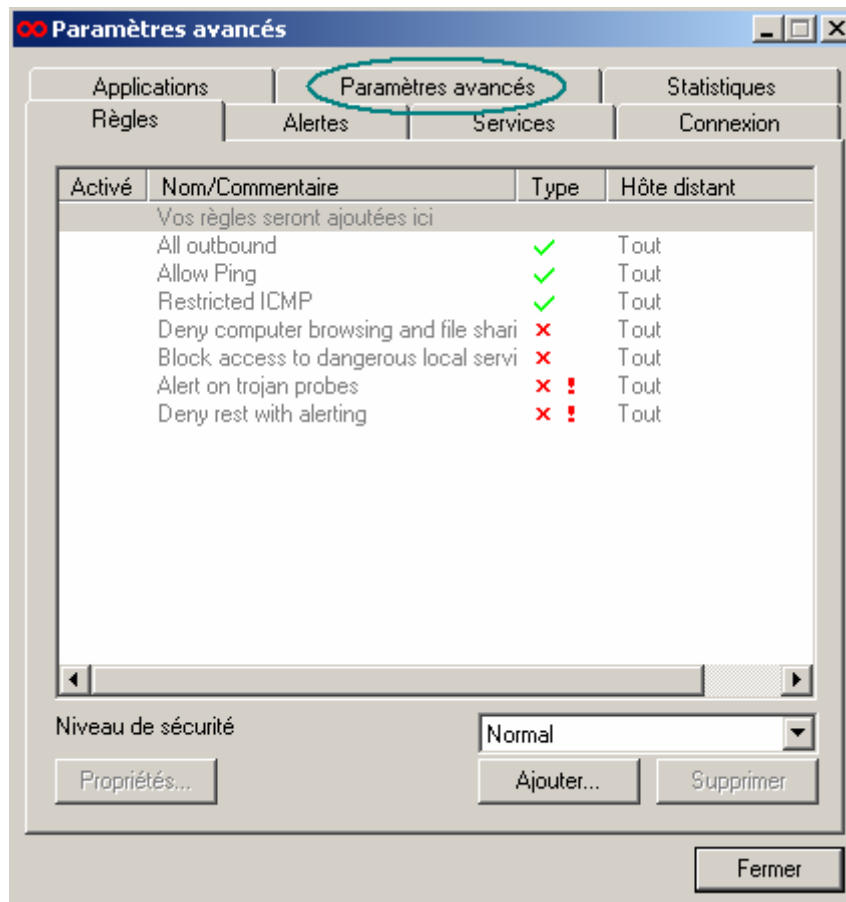 Paramètres avancés
Applications Paramètres avancés Statistiques
Règles Alertes Services Connexion
Activé Nom/Commentaire Type Hôte distant
Vos règles seront ajoutées ici
All outbound Tout
Allow Ping Tout
Restricted ICMP Tout
Deny computer browsing and file shari Tout
Block access to dangerous local servi Tout
Alert on trojan probes ! Tout
Deny rest with alerting ! Tout
Niveau de sécurité Normal
Propriétés... Ajouter... Supprimer
Fermer